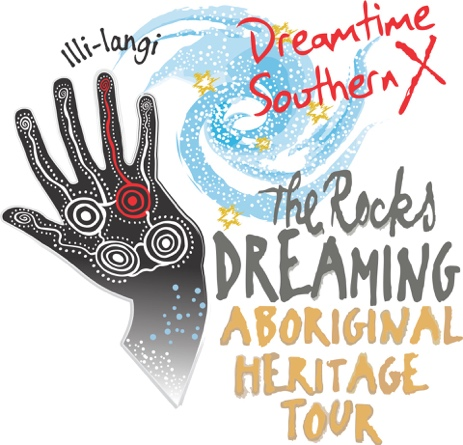 Illi-langi
Dreamtime
Southern X
The Rocks
DREAMING
ABORIGINAL
HERITAGE
TOUR